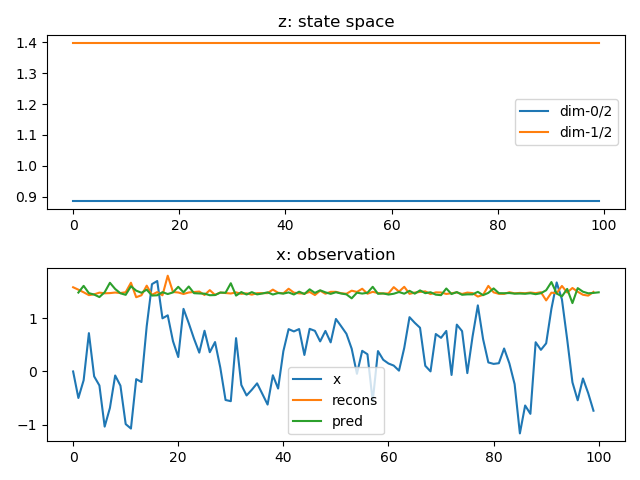 z: state space
1.4
1.3
1.2
1.1
1.0
0.9
dim-0/2
dim-1/2
0 20 40 60 80 100
x: observation
1
0
−1
x
recons
pred
0 20 40 60 80 100